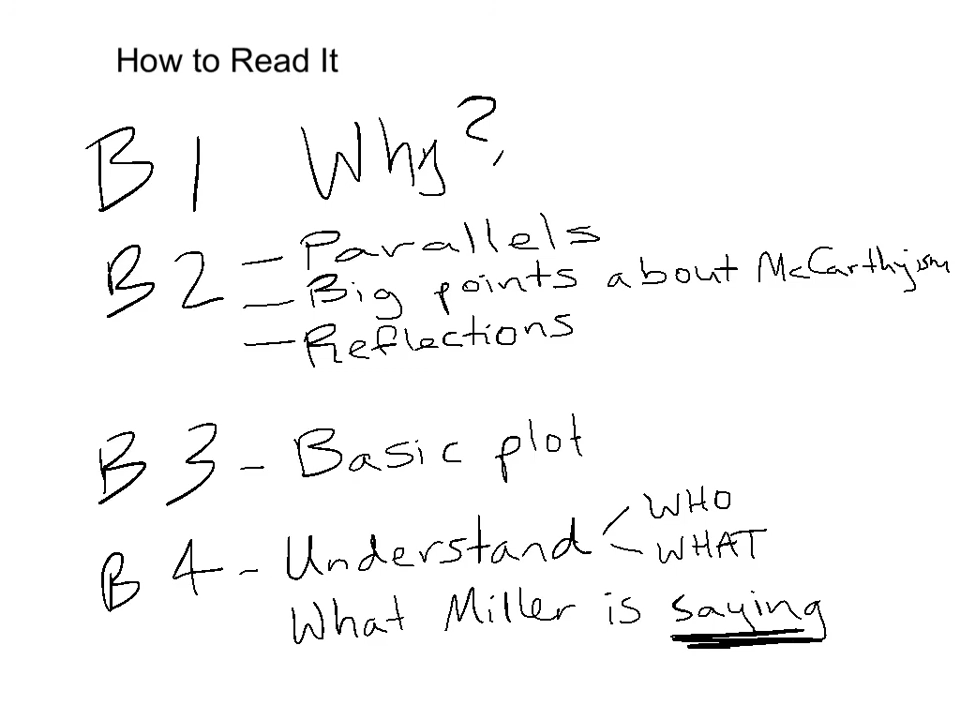 How to Read It
B1 Why?,
B2 - Parallels
- Big points about McCarthyism
- Reflections
B3 - Basic plot
B4 - Understand < WHO
WHAT
What Miller is saying